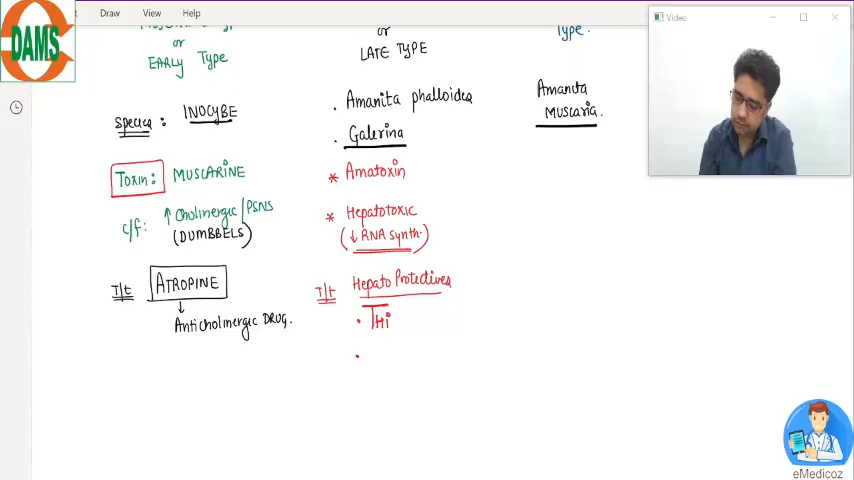 DAMS
Draw View Help
Video
or
EARLY Type
or
LATE TYPE
Type.
Species: INOCYBE
. Amanita phalloidea
. Galerina
Amanita
MUSCARIA.
Toxin: MUSCARINE
* Amatoxin
c/f: ↑ Cholinergic/PSNS
(DUMBBELS)
* Hepatotoxic
(↓ RNA synth.)
T/t ATROPINE
↓
Anticholinergic DRUG.
T/t Hepato Protectives
. THi
.
eMedicoz